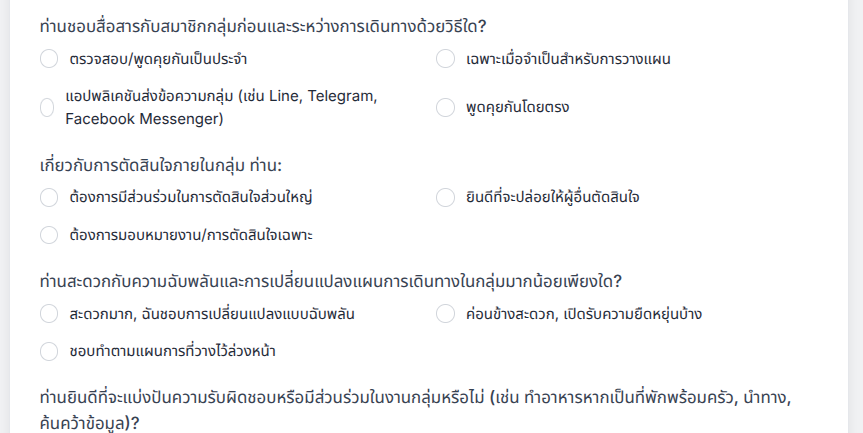 ท่านชอบสื่อสารกับสมาชิกกลุ่มก่อนและระหว่างการเดินทางด้วยวิธีใด?
ตรวจสอบ/พูดคุยกันเป็นประจำ
เฉพาะเมื่อจำเป็นสำหรับการวางแผน
แอปพลิเคชันส่งข้อความกลุ่ม (เช่น Line, Telegram,
Facebook Messenger)
พูดคุยกันโดยตรง
เกี่ยวกับการตัดสินใจภายในกลุ่ม ท่าน:
ต้องการมีส่วนร่วมในการตัดสินใจส่วนใหญ่
ยินดีที่จะปล่อยให้ผู้อื่นตัดสินใจ
ต้องการมอบหมายงาน/การตัดสินใจเฉพาะ
ท่านสะดวกกับความฉับพลันและการเปลี่ยนแปลงแผนการเดินทางในกลุ่มมากน้อยเพียงใด?
สะดวกมาก, ฉันชอบการเปลี่ยนแปลงแบบฉับพลัน
ค่อนข้างสะดวก, เปิดรับความยืดหยุ่นบ้าง
ชอบทำตามแผนการที่วางไว้ล่วงหน้า
ท่านยินดีที่จะแบ่งปันความรับผิดชอบหรือมีส่วนร่วมในงานกลุ่มหรือไม่ (เช่น ทำอาหารหากเป็นที่พักพร้อมครัว, นำทาง,
ค้นคว้าข้อมูล)?